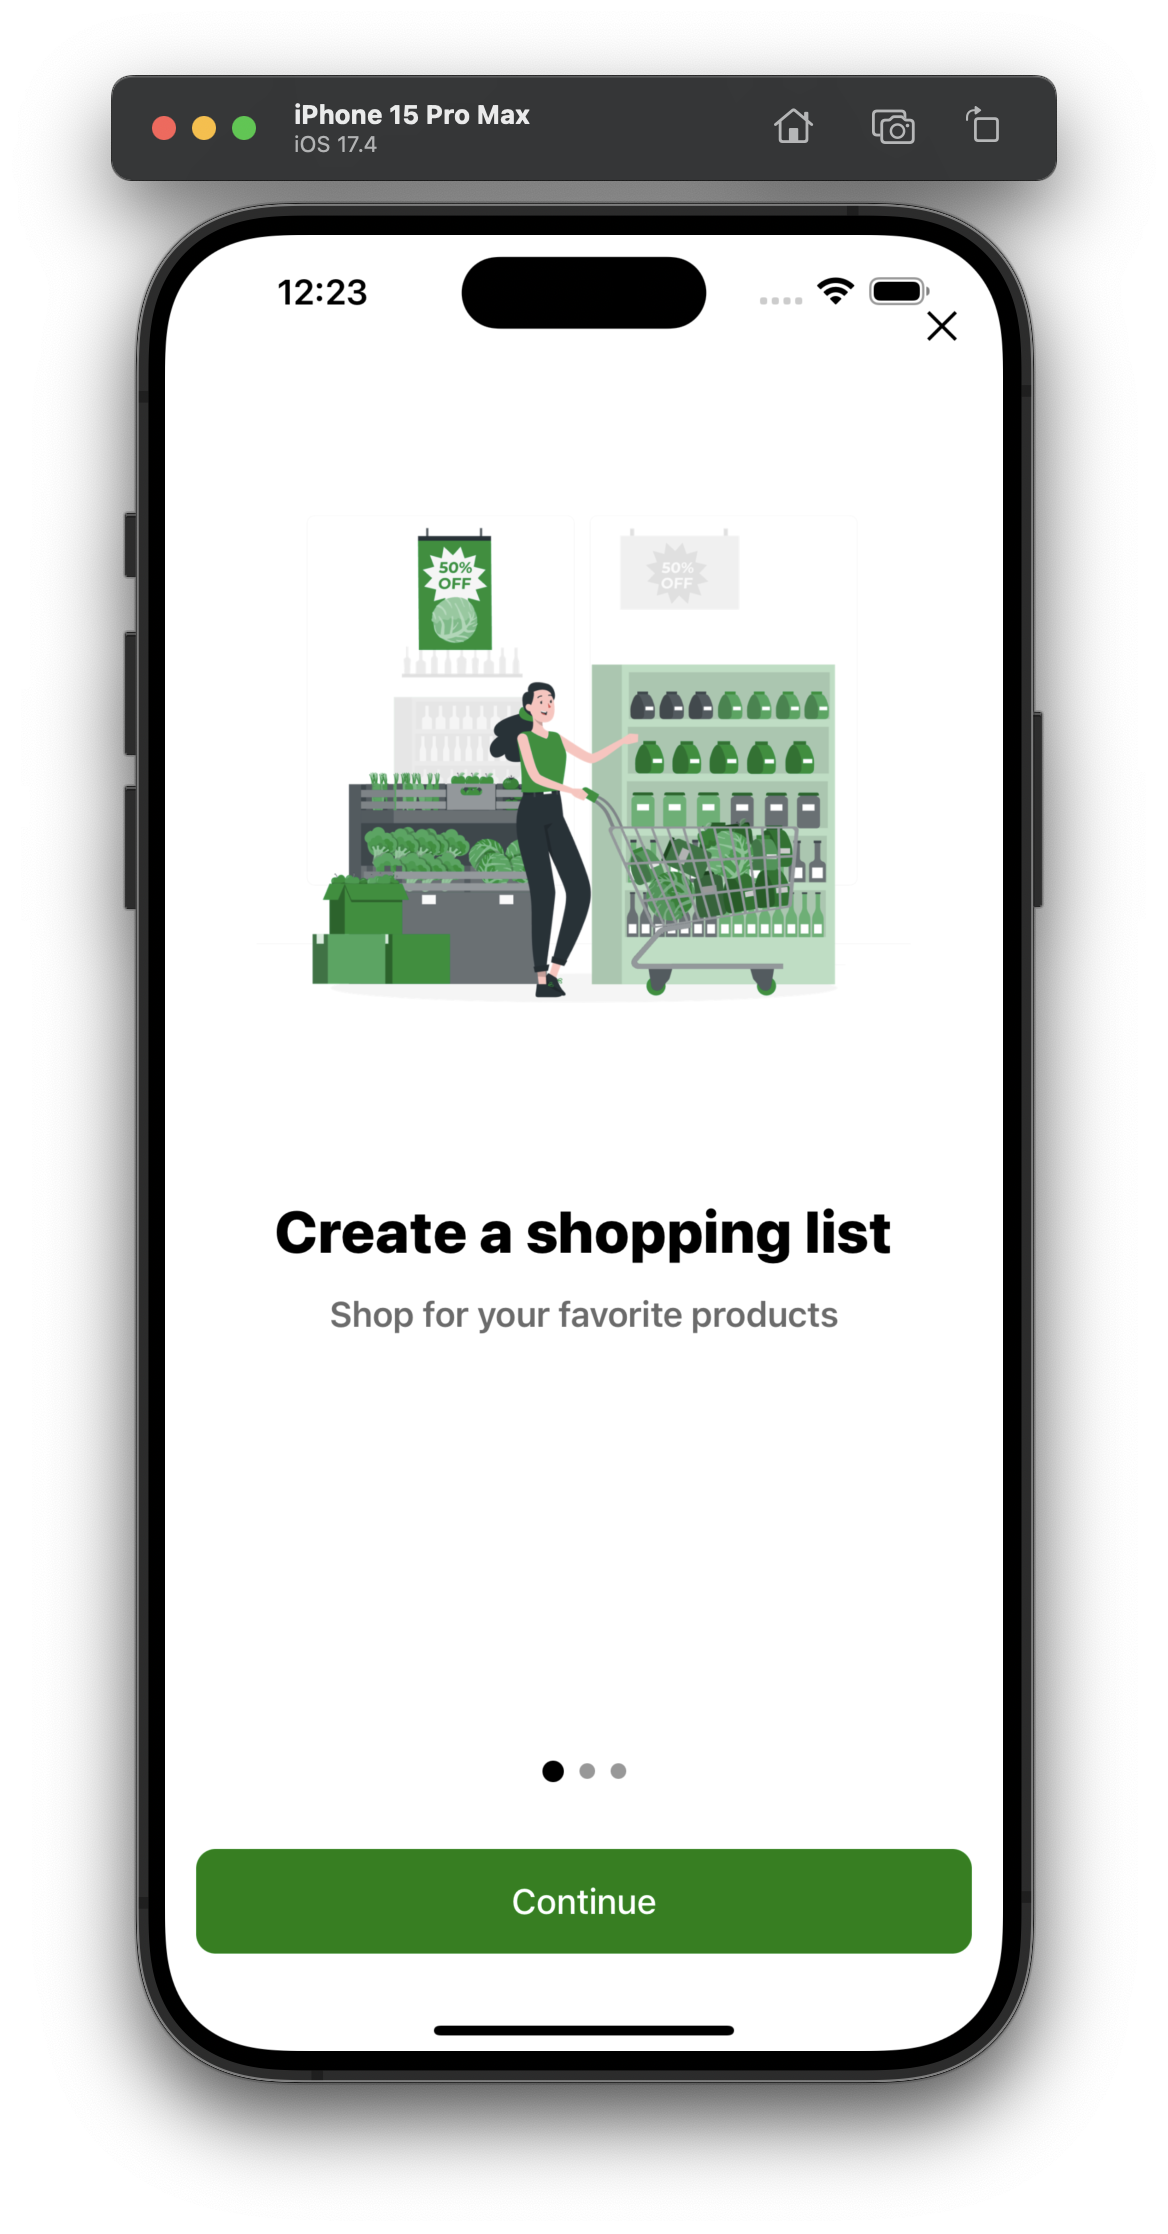 iPhone 15 Pro Max
iOS 17.4
12:23
50%
OFF
50%
OFF
Create a shopping list
Shop for your favorite products
Continue